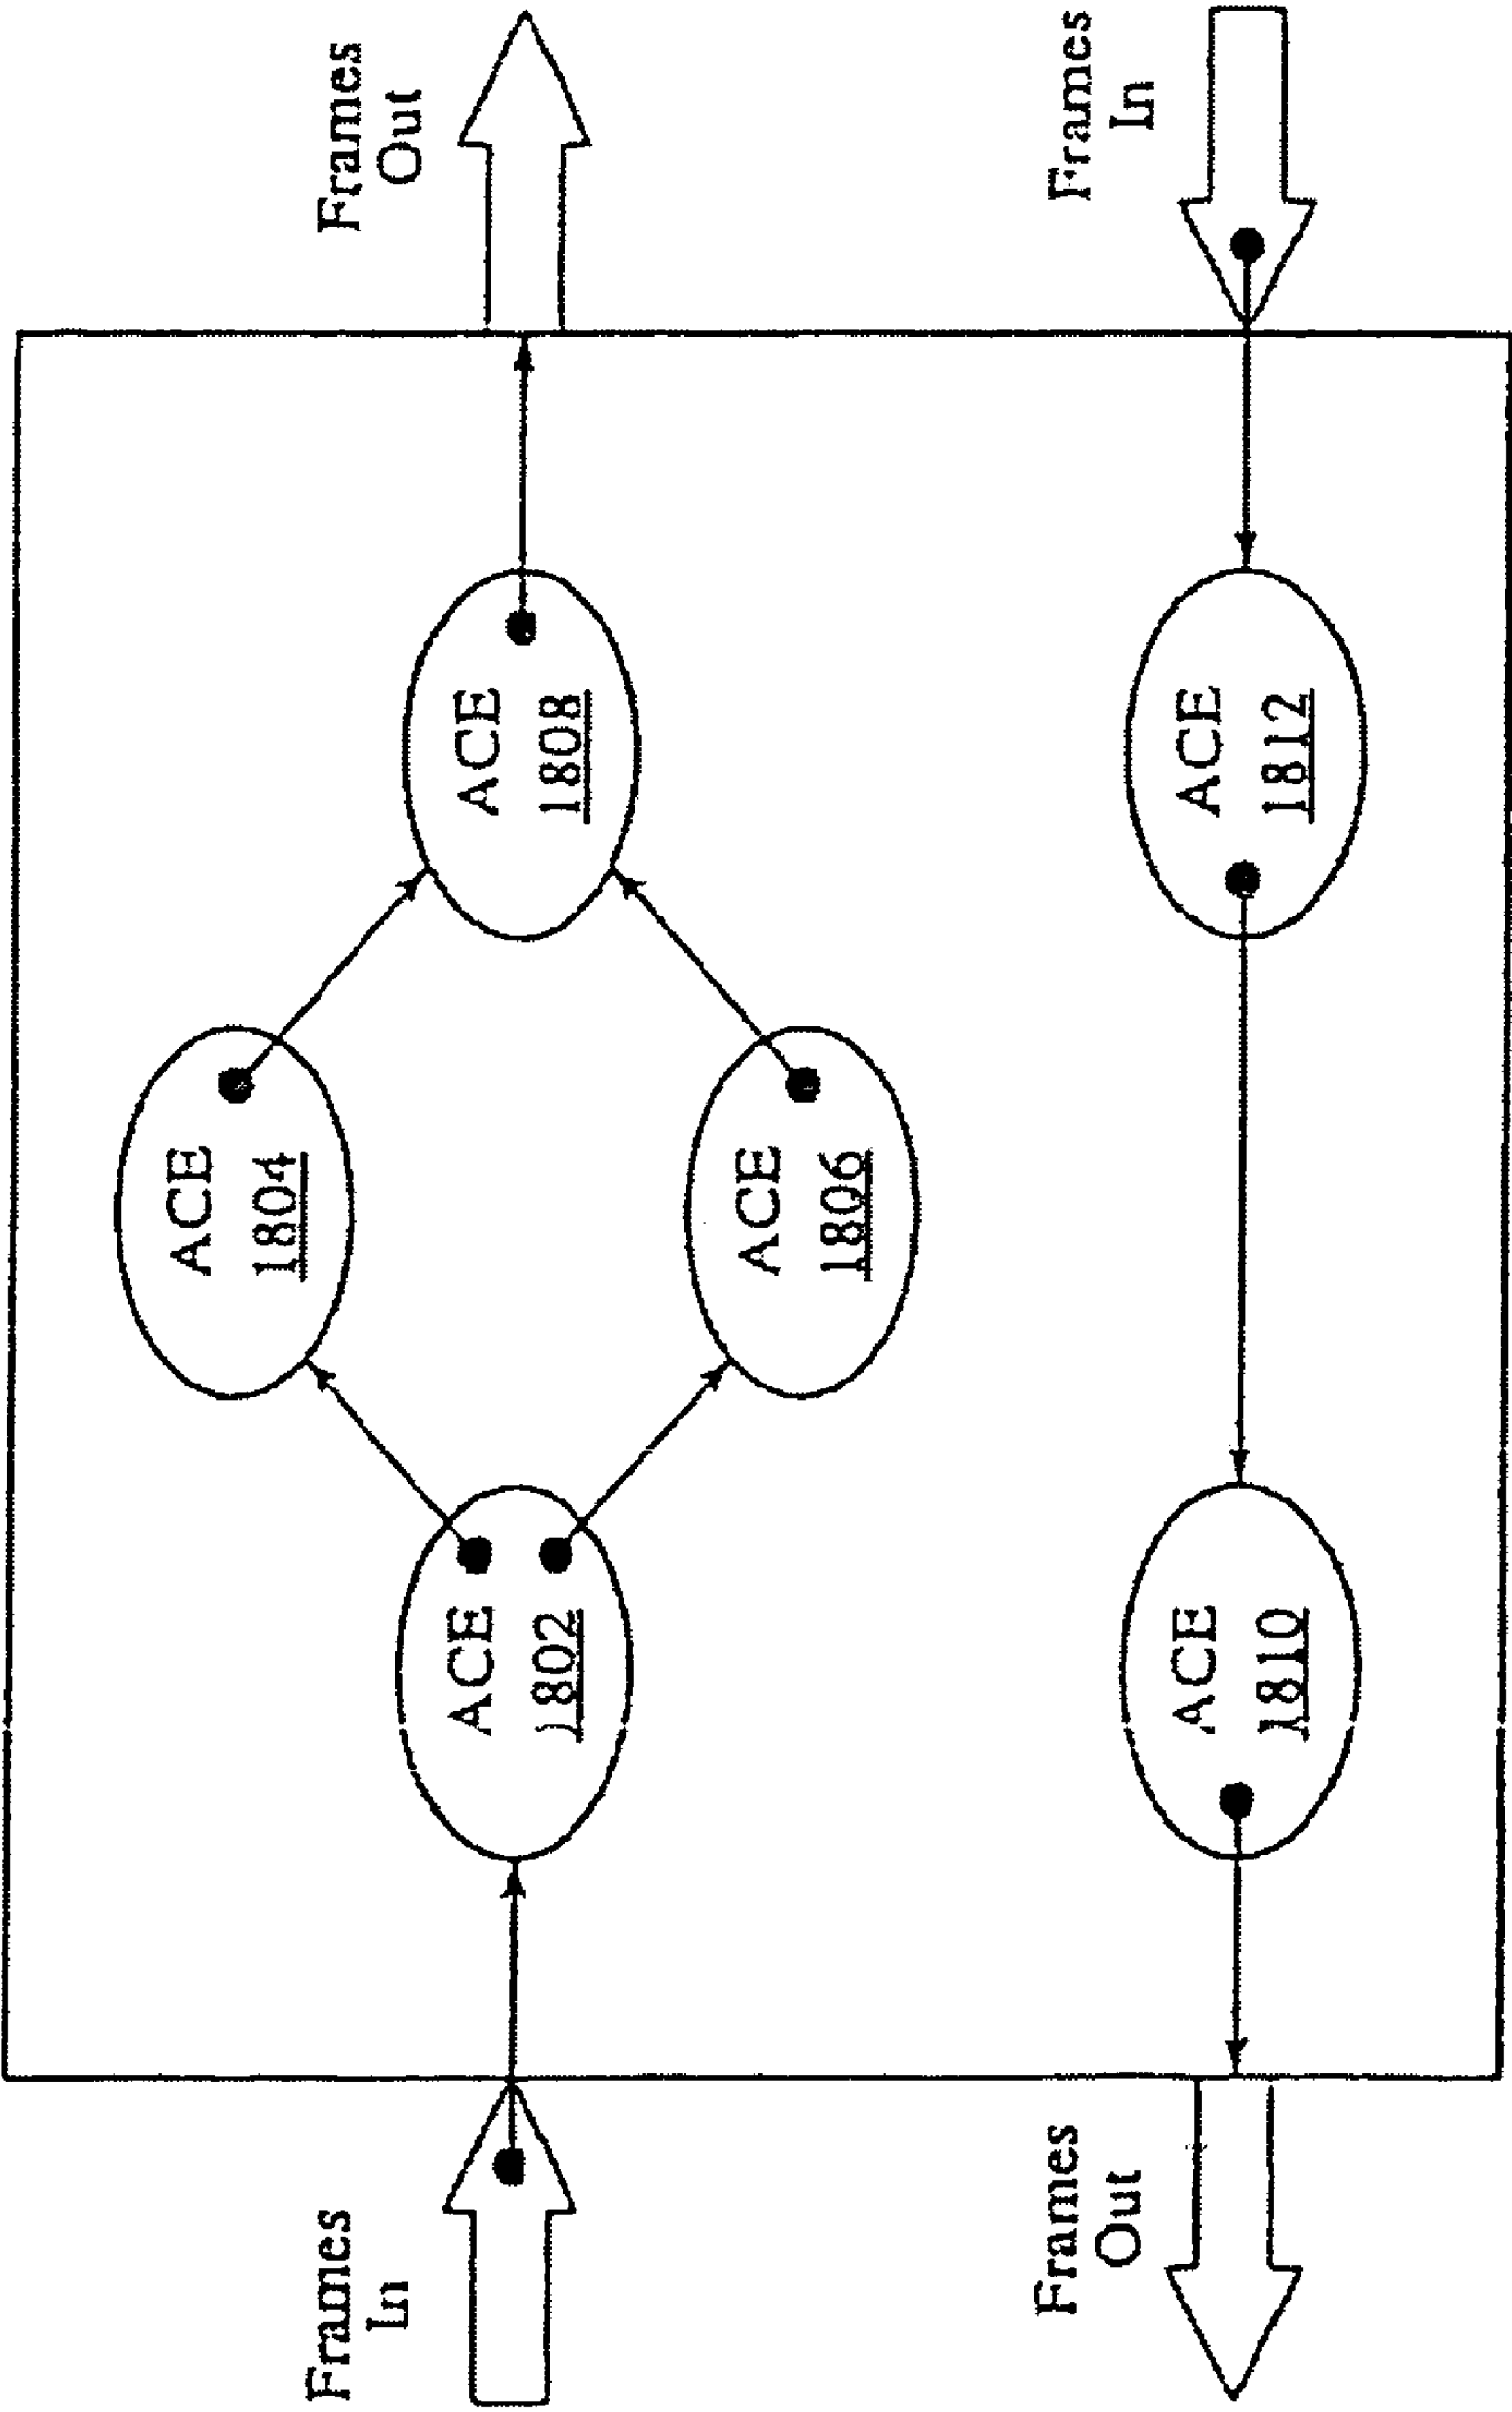 Frames
In
ACE
1802
ACE
1804
ACE
1806
ACE
1808
Frames
Out
Frames
Out
ACE
1810
ACE
1812
Frames
In